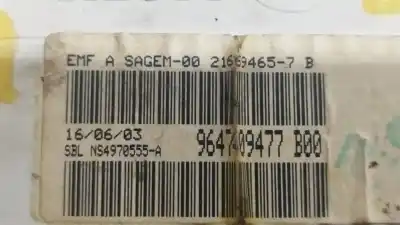 EMF A SAGEM-00 21669465-7 B
16/06/03
9647409477 B00
SBL NS4970555-A